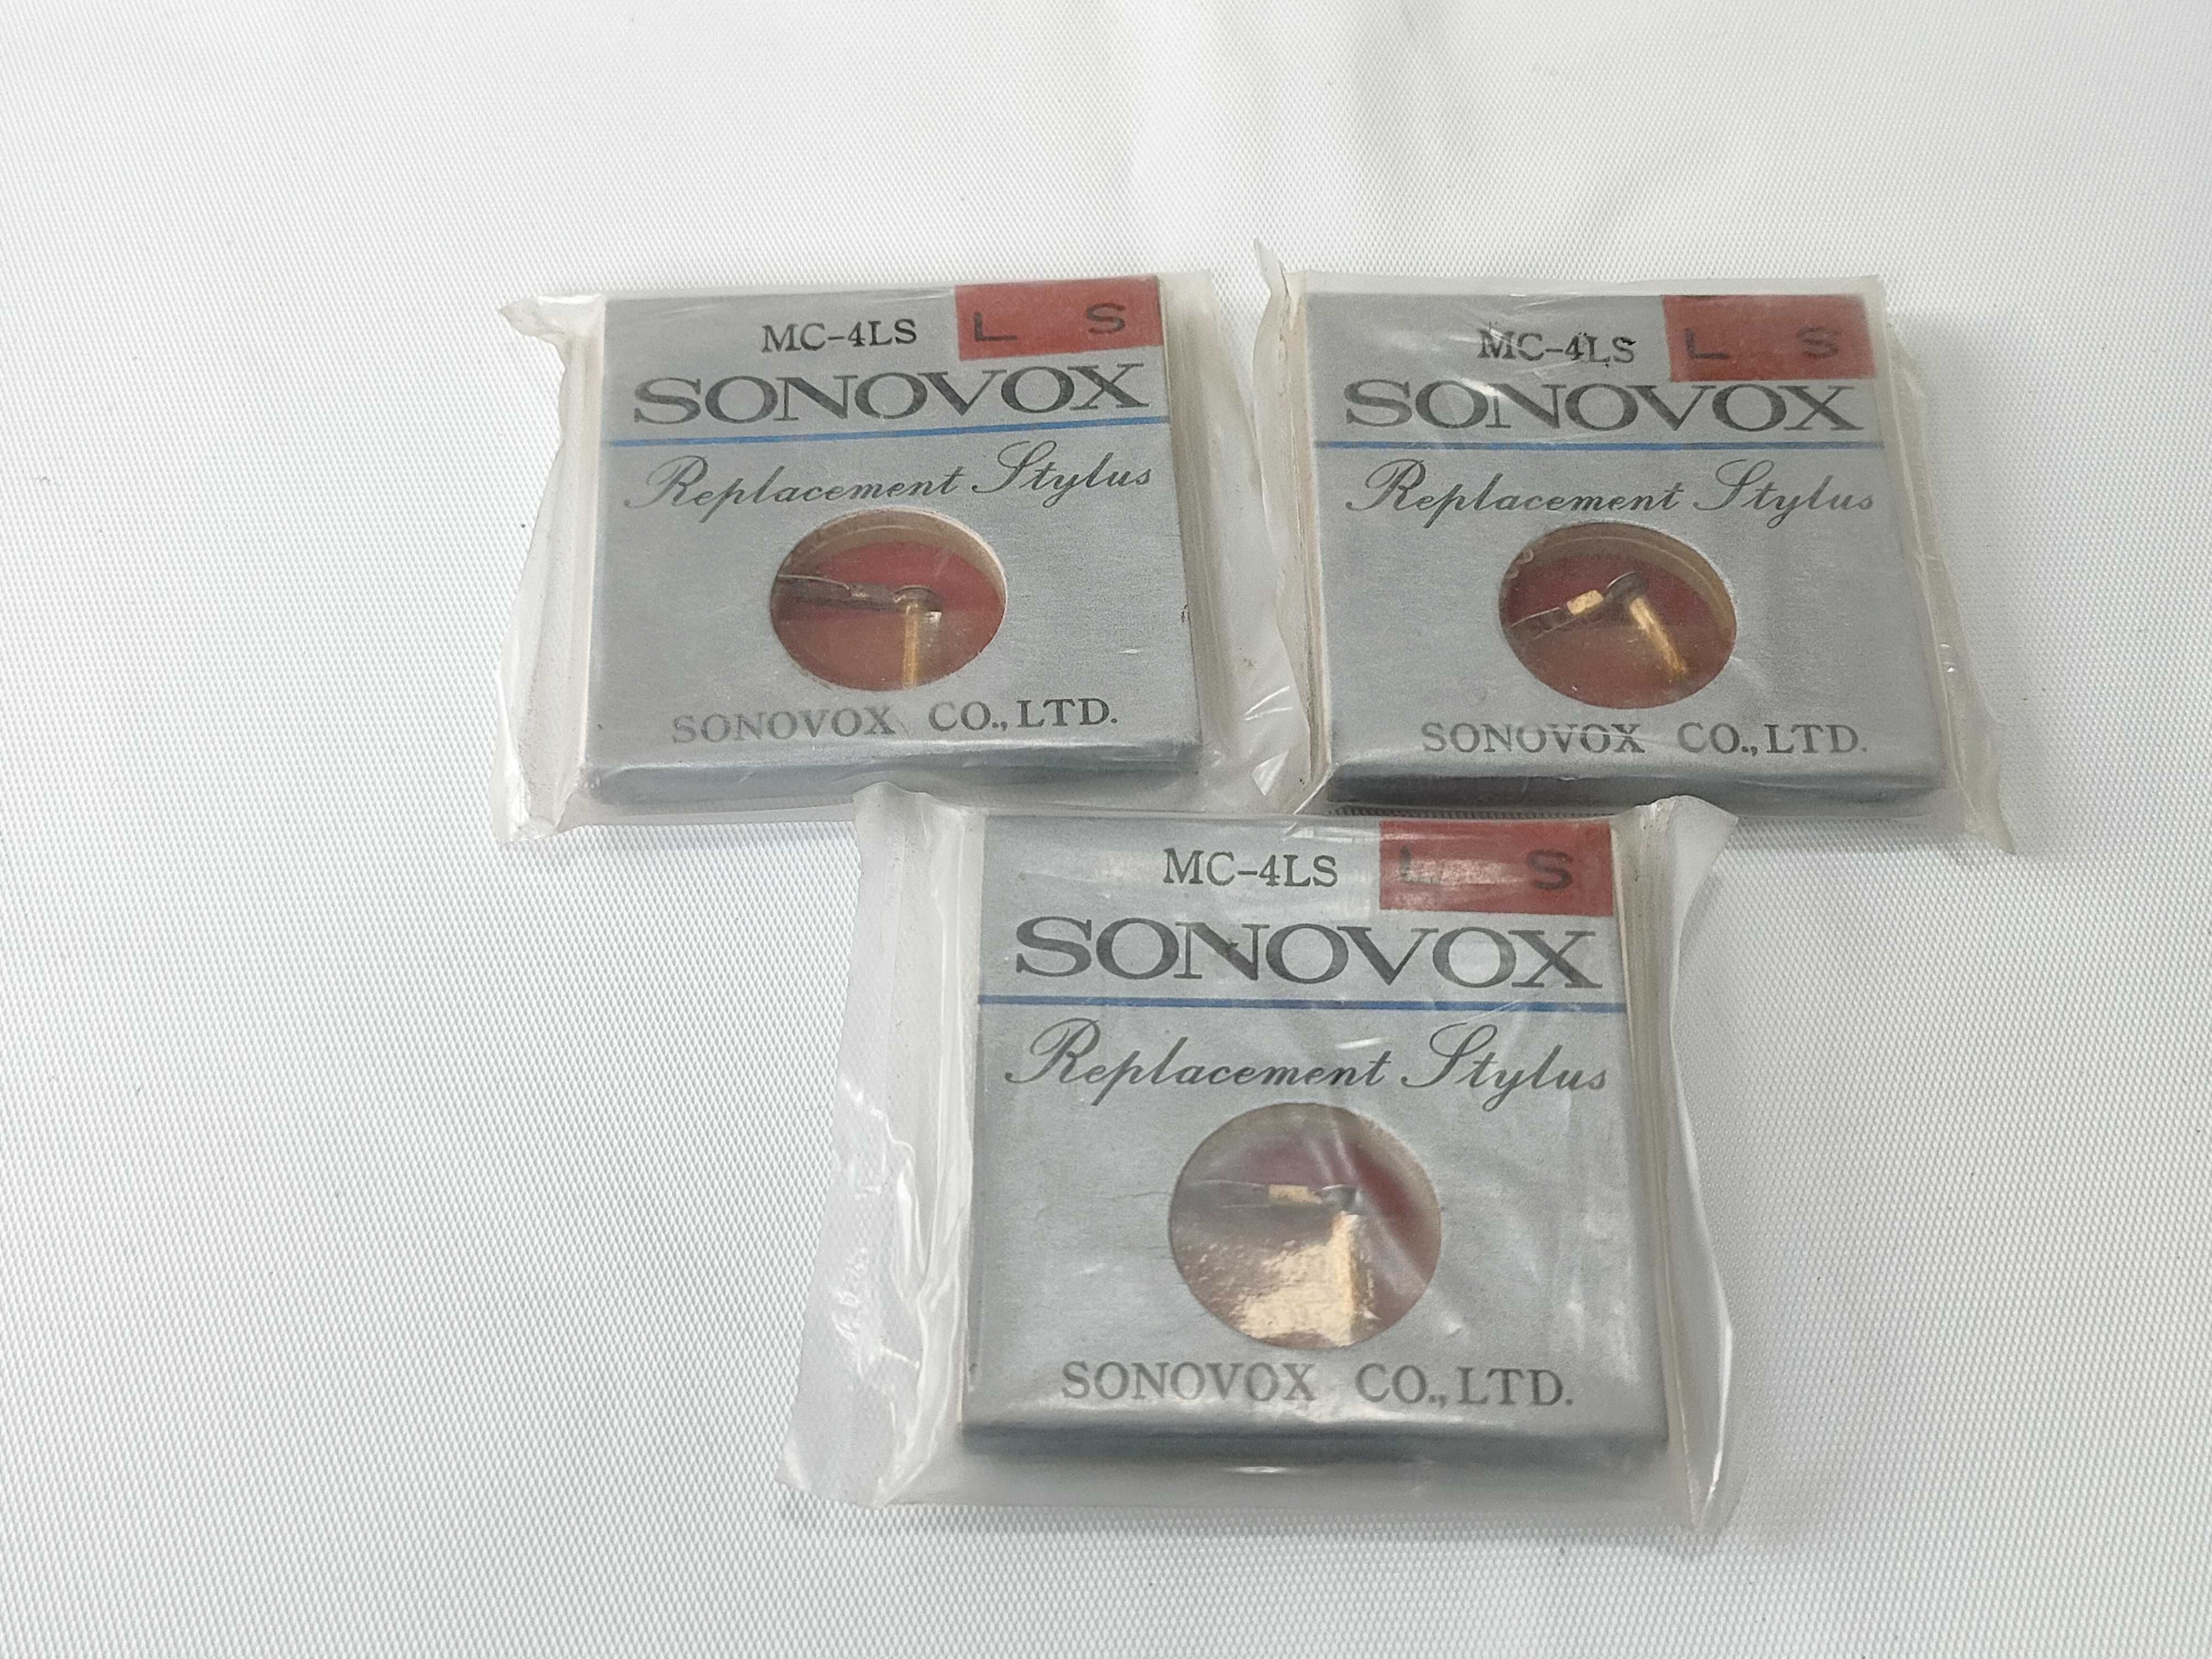 MC-4LS
L S
SONOVOX
Replacement Stylus
SONOVOX CO., LTD.
MC-4LS
L S
SONOVOX
Replacement Stylus
SONOVOX CO., LTD.
MC-4LS
L S
SONOVOX
Replacement Stylus
SONOVOX CO., LTD.